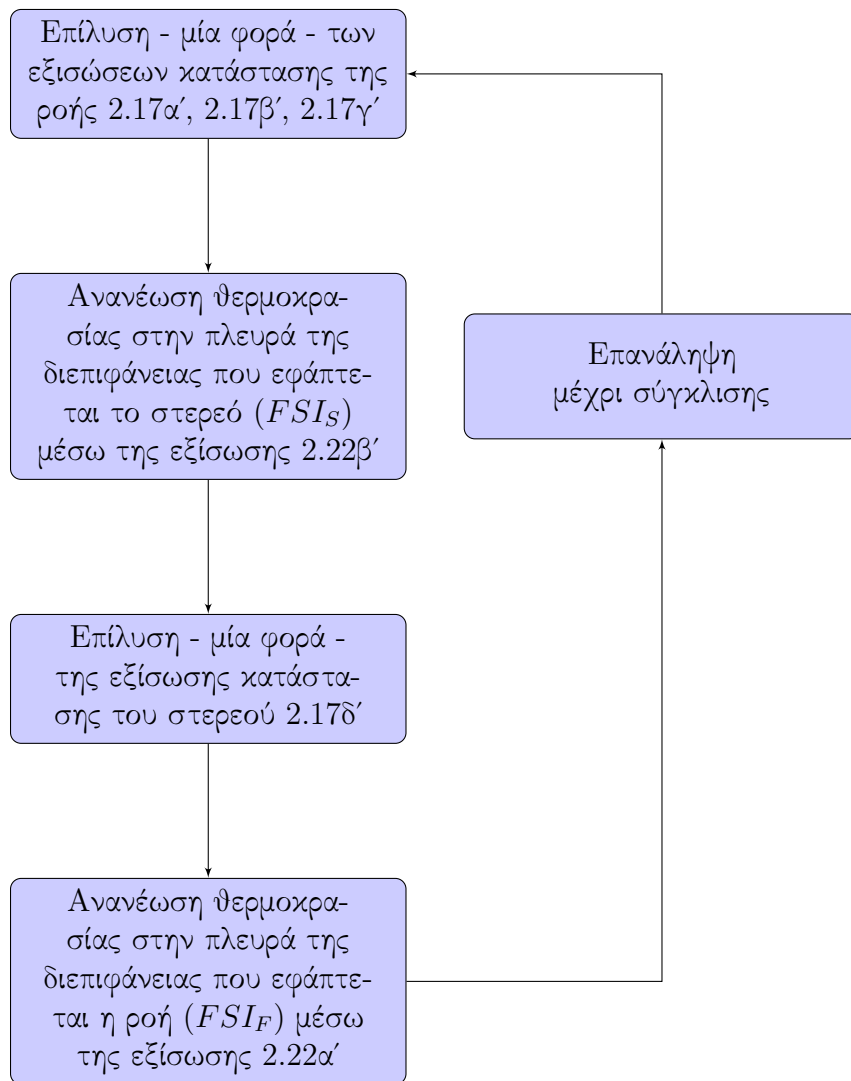 Επίλυση - μία φορά - των
εξισώσεων κατάστασης της
ροής 2.17α΄, 2.17β΄, 2.17γ΄
Ανανέωση θερμοκρα-
σίας στην πλευρά της
διεπιφάνειας που εφάπτε-
ται το στερεό (FSI_S)
μέσω της εξίσωσης 2.22β΄
Επίλυση - μία φορά -
της εξίσωσης κατάστα-
σης του στερεού 2.17δ΄
Ανανέωση θερμοκρα-
σίας στην πλευρά της
διεπιφάνειας που εφάπτε-
ται η ροή (FSI_F) μέσω
της εξίσωσης 2.22α΄
Επανάληψη
μέχρι σύγκλισης